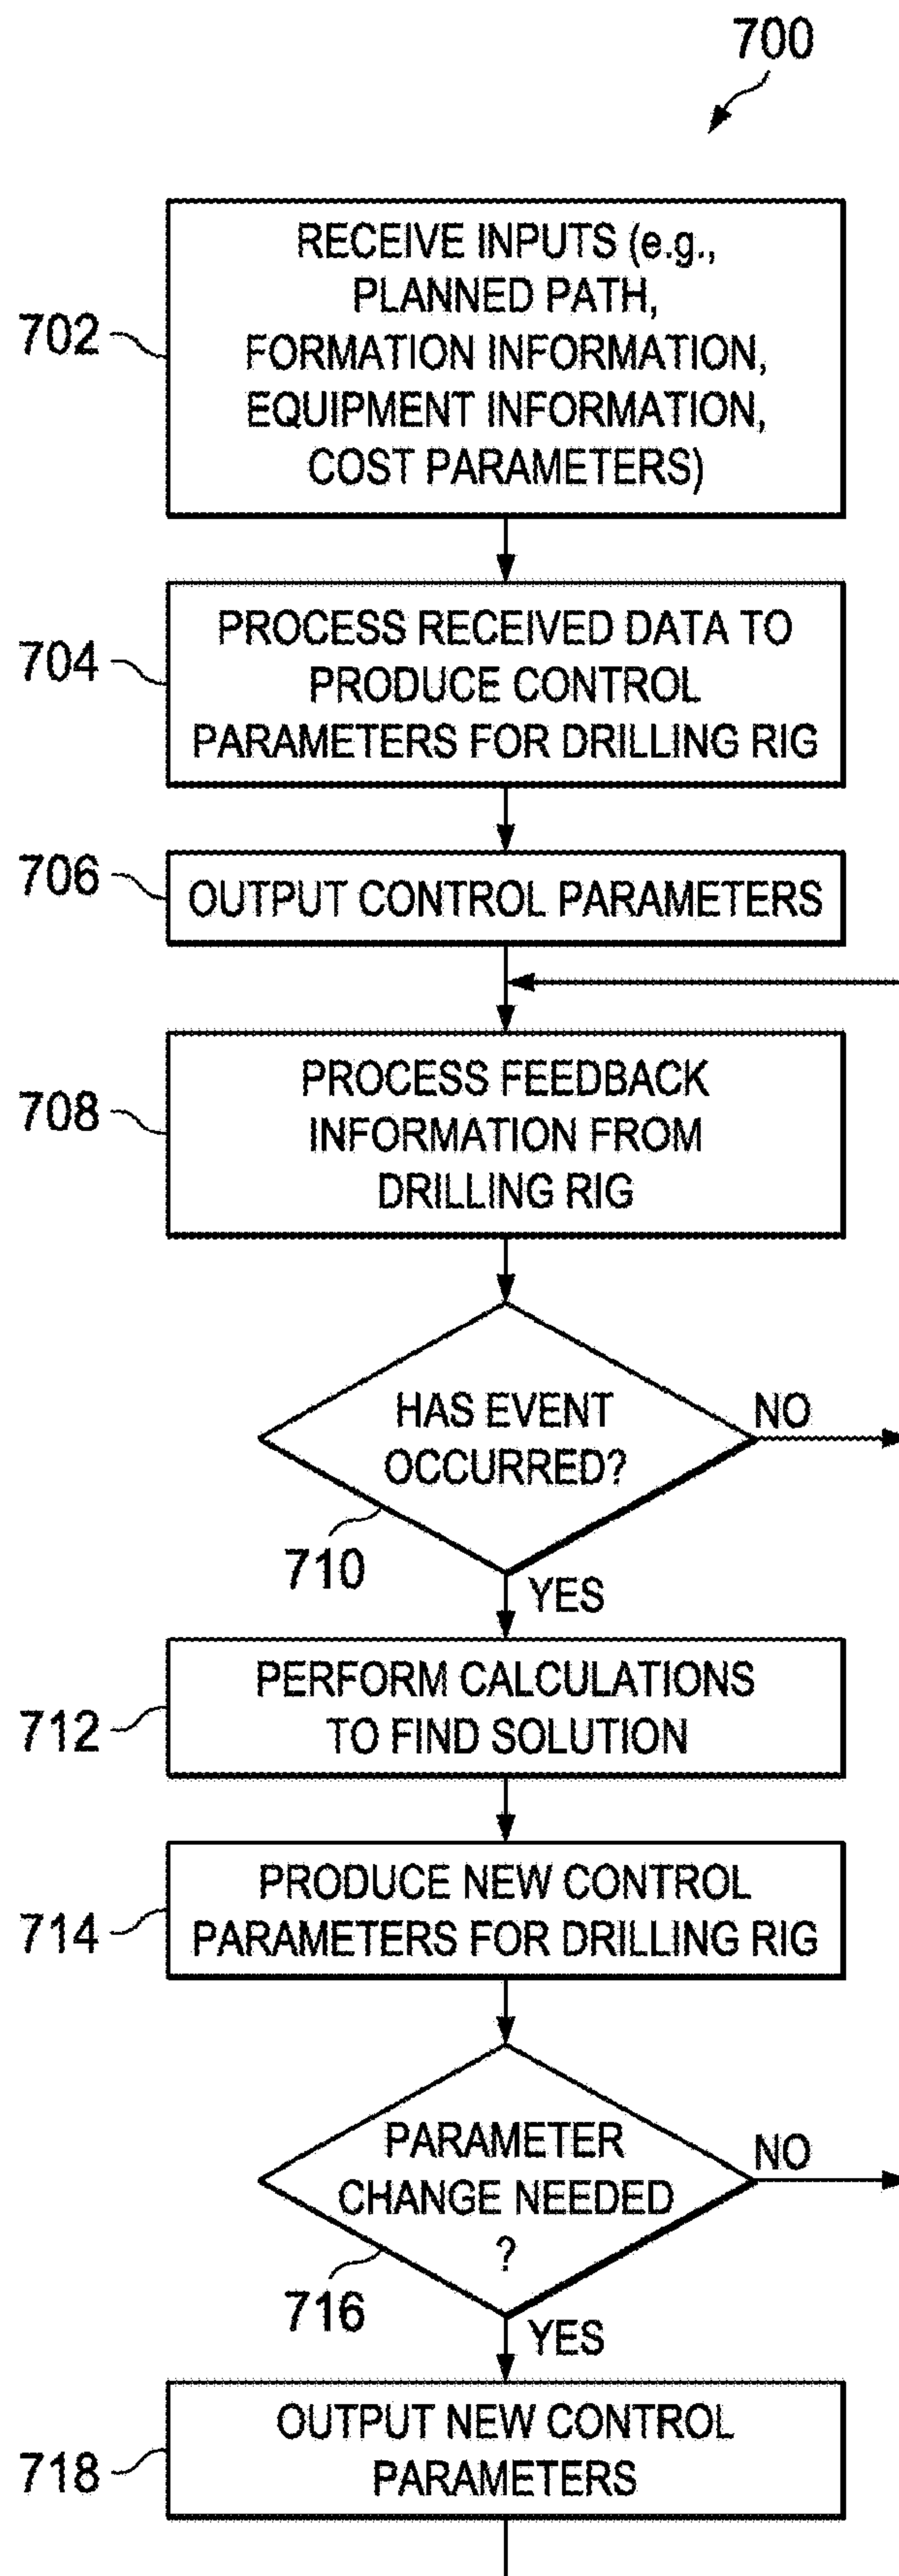 700
702
RECEIVE INPUTS (e.g.,
PLANNED PATH,
FORMATION INFORMATION,
EQUIPMENT INFORMATION,
COST PARAMETERS)
704
PROCESS RECEIVED DATA TO
PRODUCE CONTROL
PARAMETERS FOR DRILLING RIG
706
OUTPUT CONTROL PARAMETERS
708
PROCESS FEEDBACK
INFORMATION FROM
DRILLING RIG
HAS EVENT
OCCURRED?
NO
710
YES
712
PERFORM CALCULATIONS
TO FIND SOLUTION
714
PRODUCE NEW CONTROL
PARAMETERS FOR DRILLING RIG
PARAMETER
CHANGE NEEDED
?
NO
716
YES
718
OUTPUT NEW CONTROL
PARAMETERS